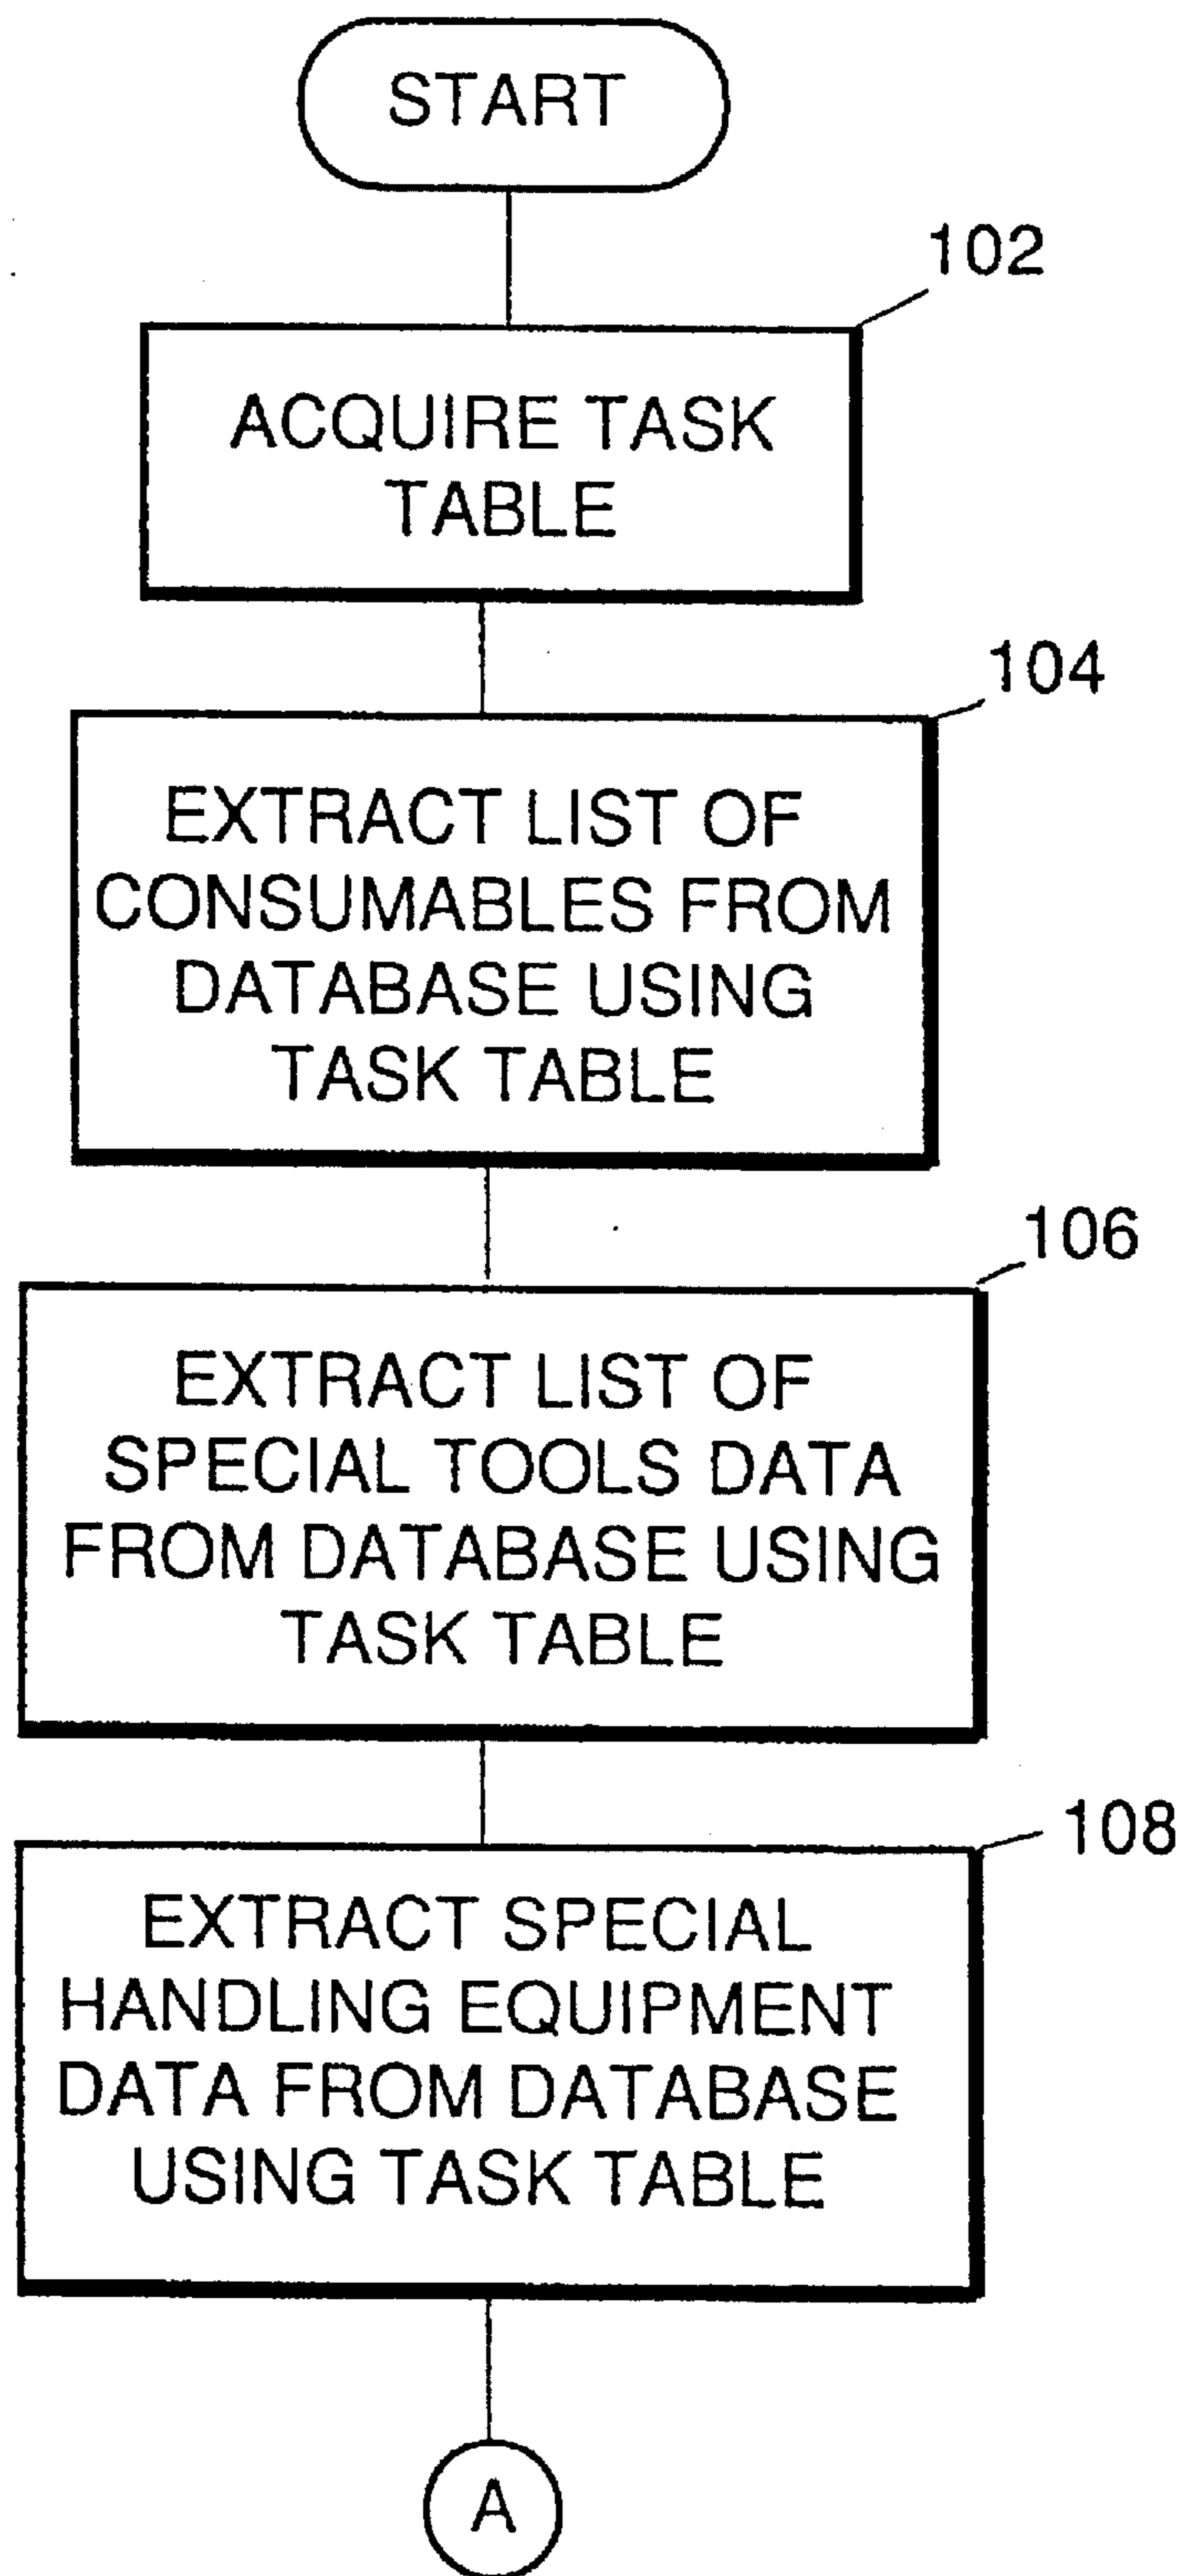 START
102
ACQUIRE TASK
TABLE
104
EXTRACT LIST OF
CONSUMABLES FROM
DATABASE USING
TASK TABLE
106
EXTRACT LIST OF
SPECIAL TOOLS DATA
FROM DATABASE USING
TASK TABLE
108
EXTRACT SPECIAL
HANDLING EQUIPMENT
DATA FROM DATABASE
USING TASK TABLE
A